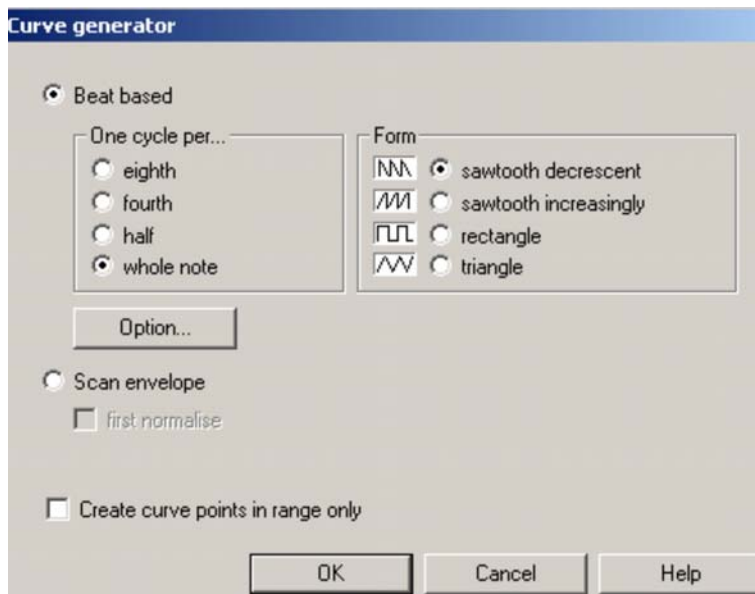 Curve generator
Beat based
One cycle per...
eighth
fourth
half
whole note
Form
sawtooth decrescent
sawtooth increasingly
rectangle
triangle
Option...
Scan envelope
first normalise
Create curve points in range only
OK
Cancel
Help